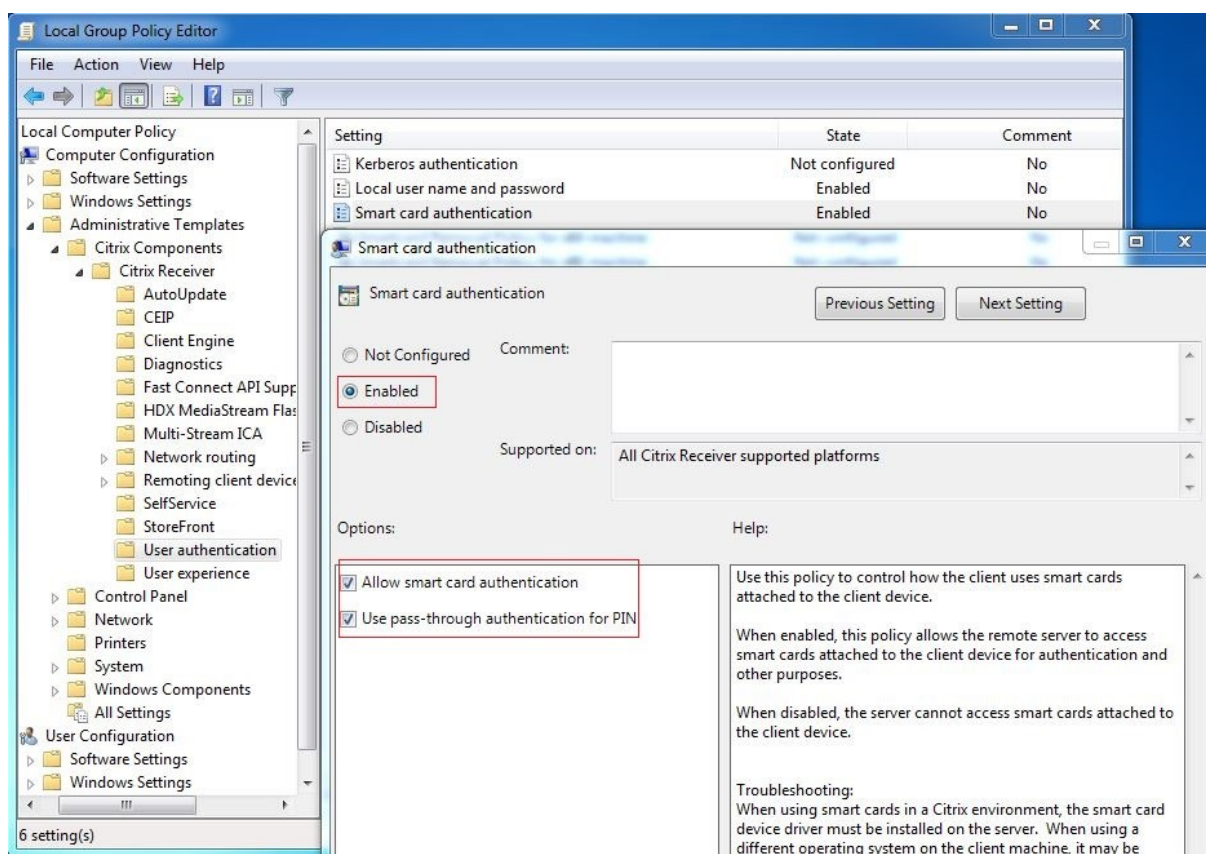 Local Group Policy Editor
File Action View Help
Local Computer Policy
Computer Configuration
Software Settings
Windows Settings
Administrative Templates
Citrix Components
Citrix Receiver
AutoUpdate
CEIP
Client Engine
Diagnostics
Fast Connect API Supp
HDX MediaStream Flas
Multi-Stream ICA
Network routing
Remoting client device
SelfService
StoreFront
User authentication
User experience
Control Panel
Network
Printers
System
Windows Components
All Settings
User Configuration
Software Settings
Windows Settings
6 setting(s)
Setting State Comment
Kerberos authentication Not configured No
Local user name and password Enabled No
Smart card authentication Enabled No
Smart card authentication
Smart card authentication
Previous Setting Next Setting
Not Configured Comment:
Enabled
Disabled
Supported on: All Citrix Receiver supported platforms
Options: Help:
Allow smart card authentication
Use pass-through authentication for PIN
Use this policy to control how the client uses smart cards
attached to the client device.
When enabled, this policy allows the remote server to access
smart cards attached to the client device for authentication and
other purposes.
When disabled, the server cannot access smart cards attached to
the client device.
Troubleshooting:
When using smart cards in a Citrix environment, the smart card
device driver must be installed on the server. When using a
different operating system on the client machine, it may be